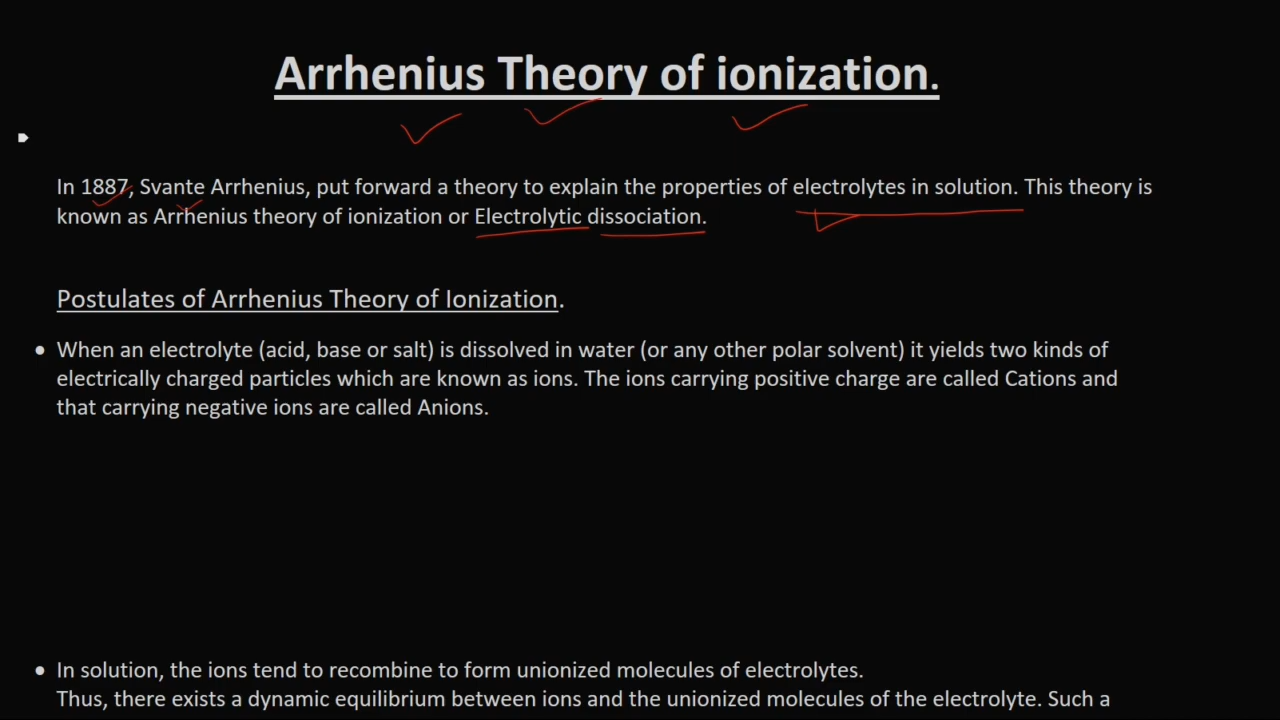 Arrhenius Theory of ionization.
In 1887, Svante Arrhenius, put forward a theory to explain the properties of electrolytes in solution. This theory is
known as Arrhenius theory of ionization or Electrolytic dissociation.
Postulates of Arrhenius Theory of Ionization.
• When an electrolyte (acid, base or salt) is dissolved in water (or any other polar solvent) it yields two kinds of
electrically charged particles which are known as ions. The ions carrying positive charge are called Cations and
that carrying negative ions are called Anions.
• In solution, the ions tend to recombine to form unionized molecules of electrolytes.
Thus, there exists a dynamic equilibrium between ions and the unionized molecules of the electrolyte. Such a